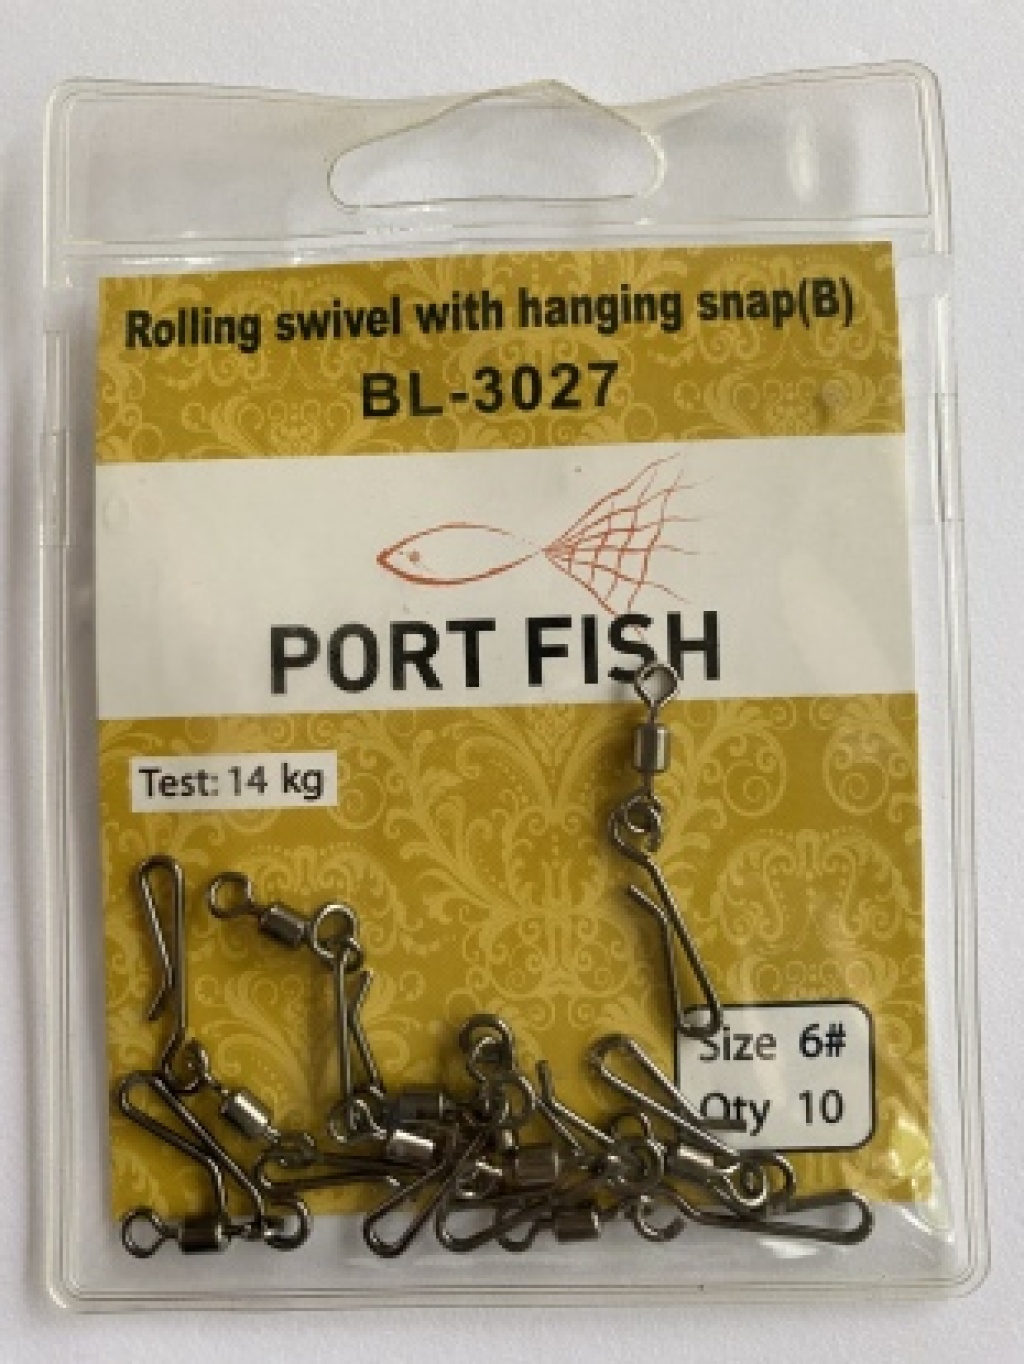 Rolling swivel with hanging snap(B)
BL-3027
PORT FISH
Test: 14 kg
Size 6#
Qty 10